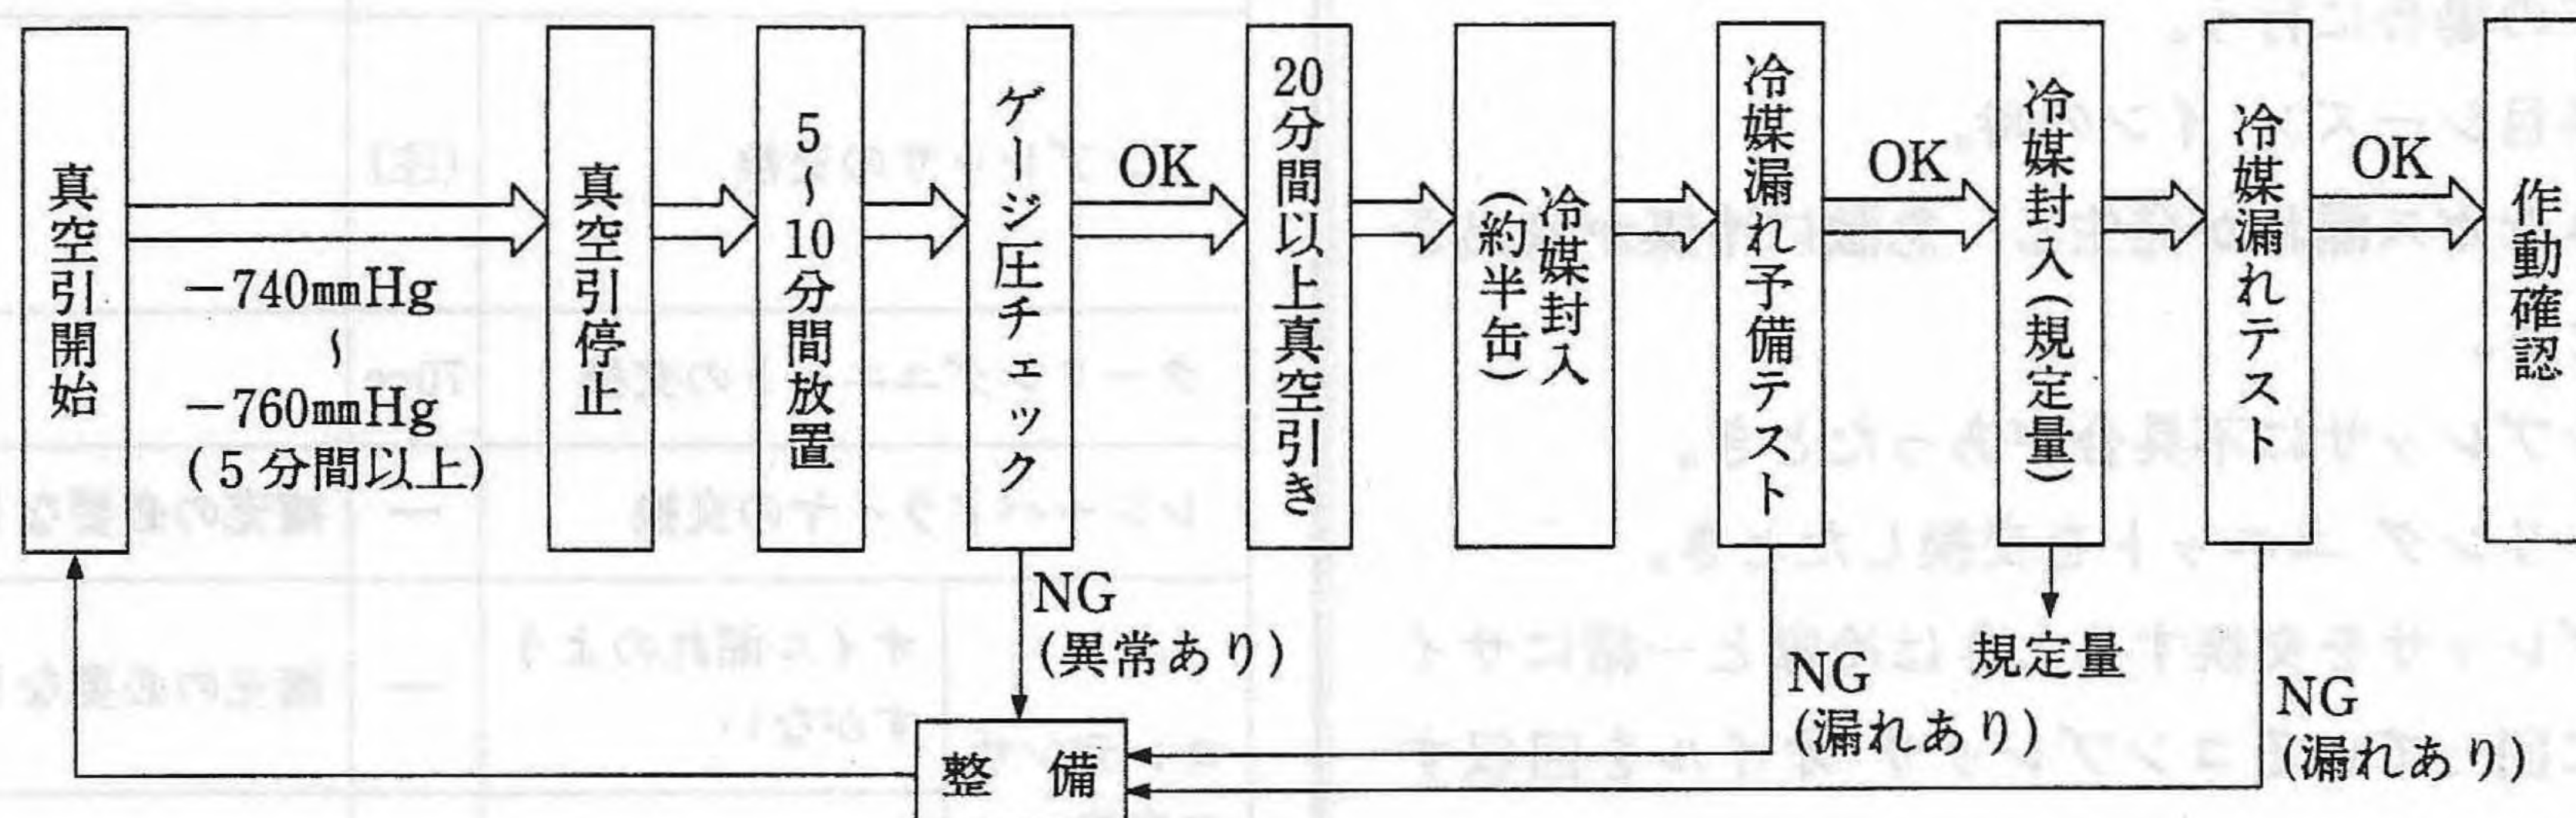 真空引開始
－740mmHg
～
－760mmHg
(5分間以上)
真空引停止
5～10分間放置
ゲージ圧チェック
OK
20分間以上真空引き
冷媒封入
(約半缶)
冷媒漏れ予備テスト
OK
冷媒封入(規定量)
冷媒漏れテスト
OK
作動確認
NG
(異常あり)
NG
(漏れあり)
規定量
NG
(漏れあり)
整 備